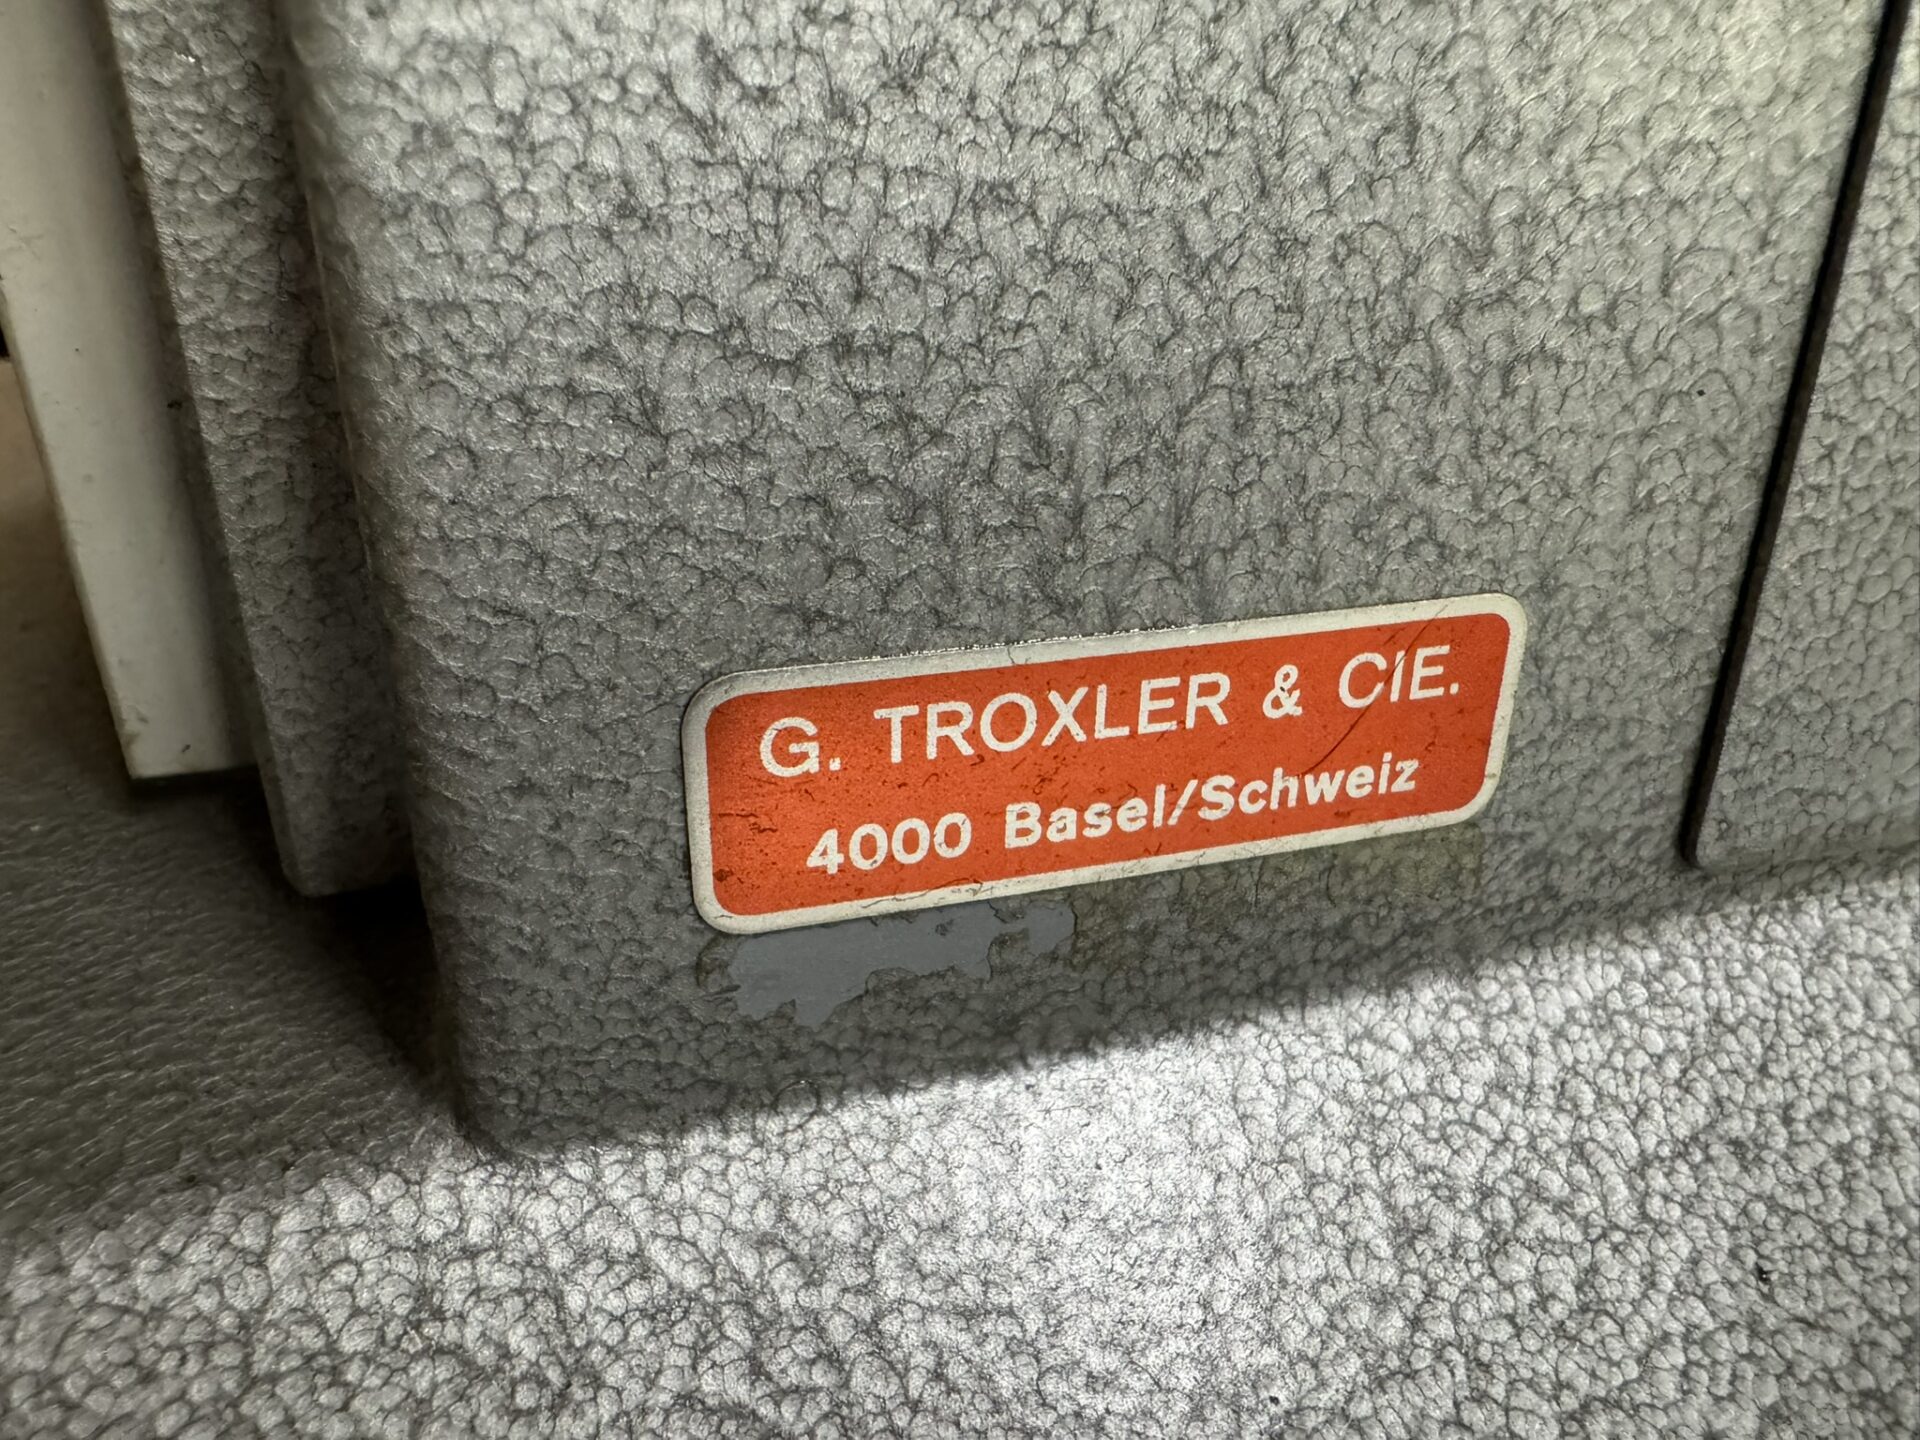 G. TROXLER & CIE.
4000 Basel/Schweiz